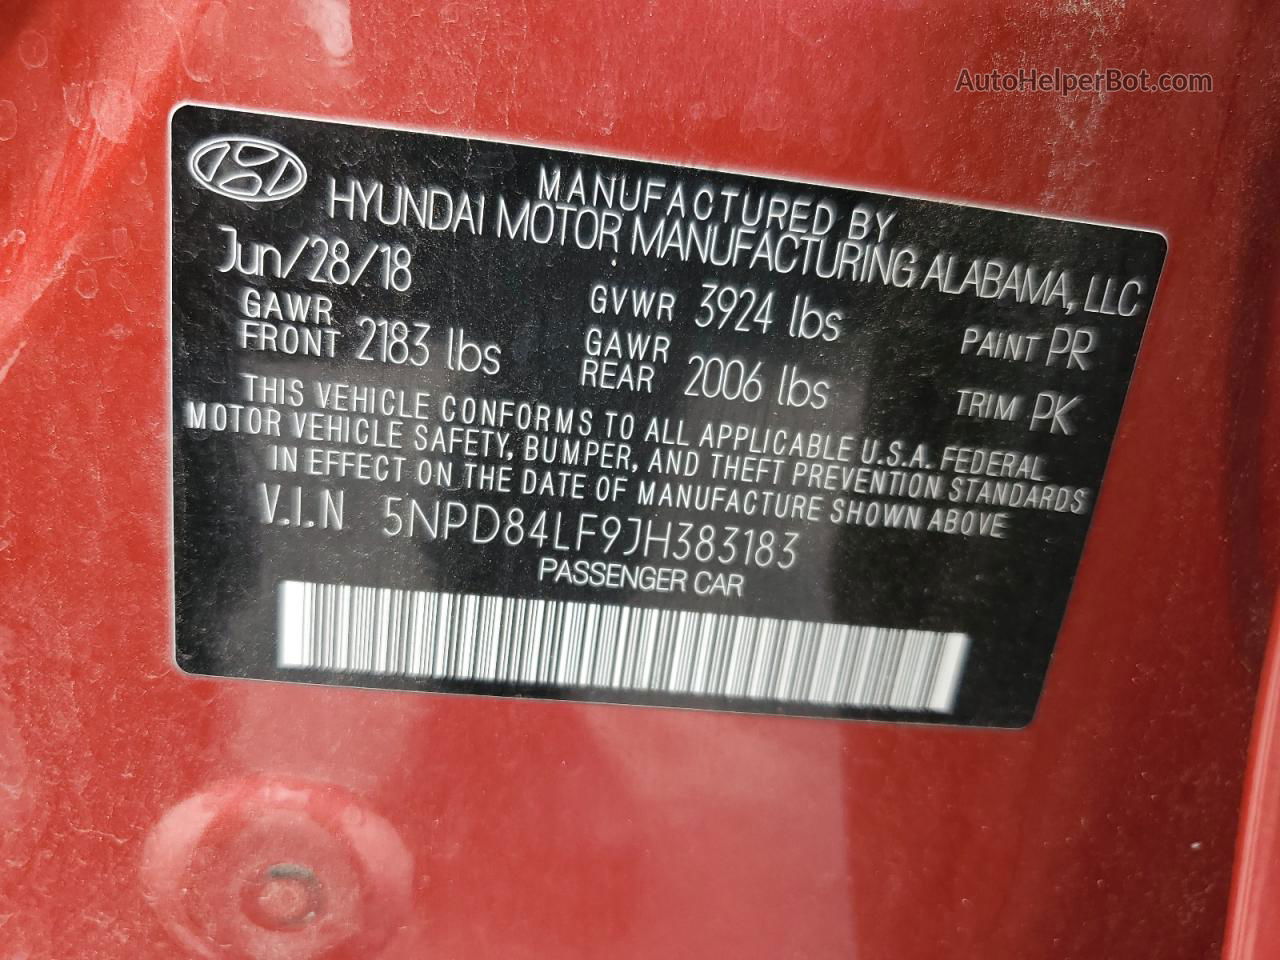 AutoHelperBot.com
MANUFACTURED BY
HYUNDAI MOTOR MANUFACTURING ALABAMA, LLC
Jun/28/18
GAWR FRONT 2183 lbs
GVWR 3924 lbs
GAWR REAR 2006 lbs
PAINT PR
TRIM PK
THIS VEHICLE CONFORMS TO ALL APPLICABLE U.S.A. FEDERAL
MOTOR VEHICLE SAFETY, BUMPER, AND THEFT PREVENTION STANDARDS
IN EFFECT ON THE DATE OF MANUFACTURE SHOWN ABOVE
V.I.N 5NPD84LF9JH383183
PASSENGER CAR